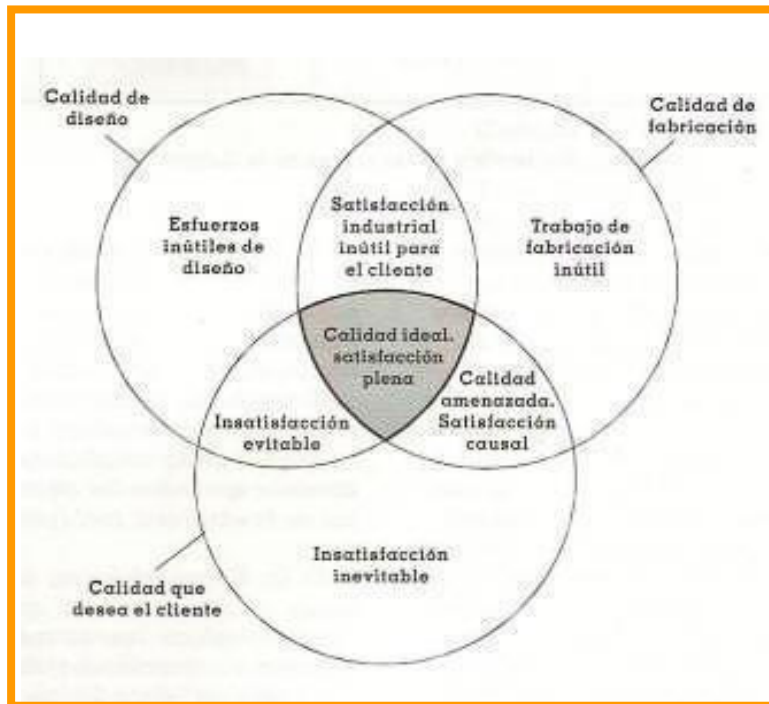 Calidad de
diseño
Calidad de
fabricación
Esfuerzos
inútiles de
diseño
Satisfacción
industrial
inútil para
el cliente
Trabajo de
fabricación
inútil
Calidad ideal.
satisfacción
plena
Calidad
amenazada.
Satisfacción
causal
Insatisfacción
evitable
Insatisfacción
inevitable
Calidad que
desea el cliente